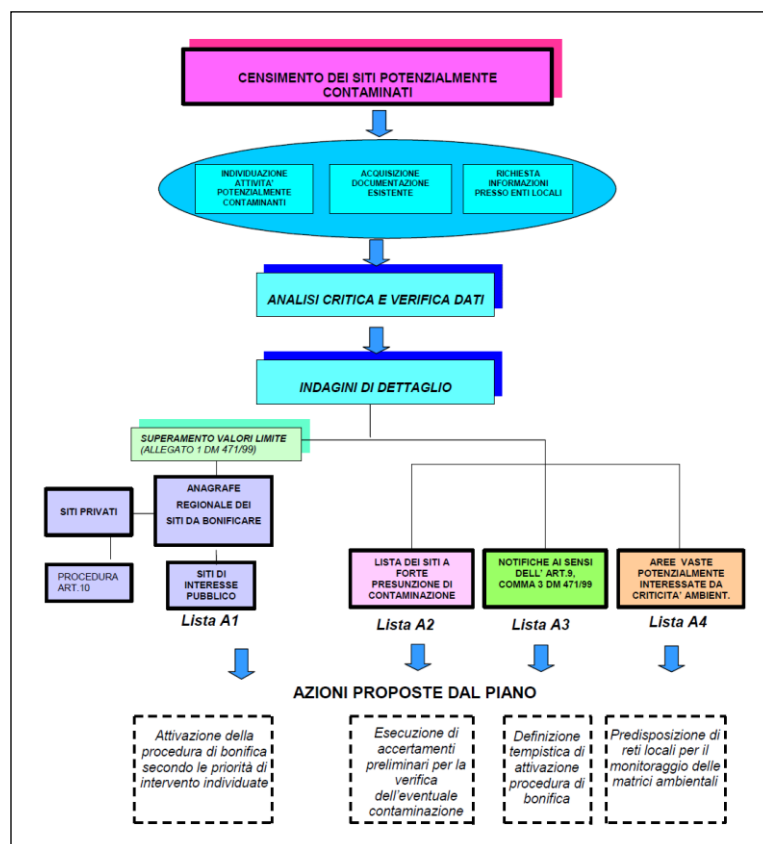 CENSIMENTO DEI SITI POTENZIALMENTE
CONTAMINATI
INDIVIDUAZIONE
ATTIVITA'
POTENZIALMENTE
CONTAMINANTI
ACQUISIZIONE
DOCUMENTAZIONE
ESISTENTE
RICHIESTA
INFORMAZIONI
PRESSO ENTI LOCALI
ANALISI CRITICA E VERIFICA DATI
INDAGINI DI DETTAGLIO
SUPERAMENTO VALORI LIMITE
(ALLEGATO 1 DM 471/99)
ANAGRAFE
REGIONALE DEI
SITI DA BONIFICARE
SITI PRIVATI
PROCEDURA
ART.10
SITI DI
INTERESSE
PUBBLICO
LISTA DEI SITI A
FORTE
PRESUNZIONE DI
CONTAMINAZIONE
NOTIFICHE AI SENSI
DELL' ART.9,
COMMA 3 DM 471/99
AREE VASTE
POTENZIALMENTE
INTERESSATE DA
CRITICITA' AMBIENT.
Lista A1
Lista A2
Lista A3
Lista A4
AZIONI PROPOSTE DAL PIANO
Attivazione della
procedura di bonifica
secondo le priorità di
intervento individuate
Esecuzione di
accertamenti
preliminari per la
verifica
dell'eventuale
contaminazione
Definizione
tempistica di
attivazione
procedura di
bonifica
Predisposizione di
reti locali per il
monitoraggio delle
matrici ambientali